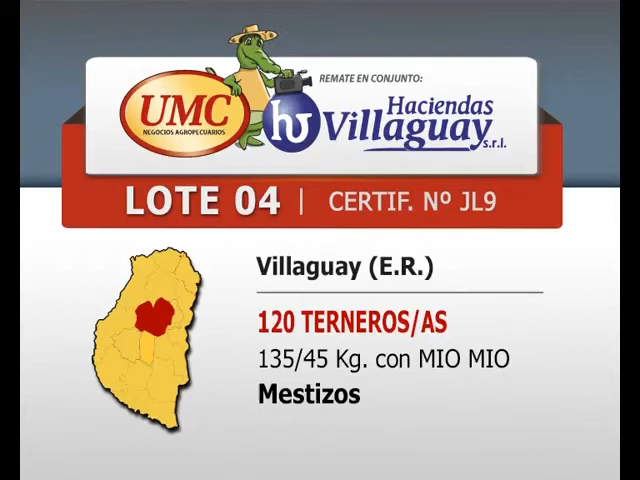 REMATE EN CONJUNTO:
UMC
NEGOCIOS AGROPECUARIOS
hv Haciendas
Villaguay s.r.l.
LOTE 04 | CERTIF. Nº JL9
Villaguay (E.R.)
120 TERNEROS/AS
135/45 Kg. con MIO MIO
Mestizos